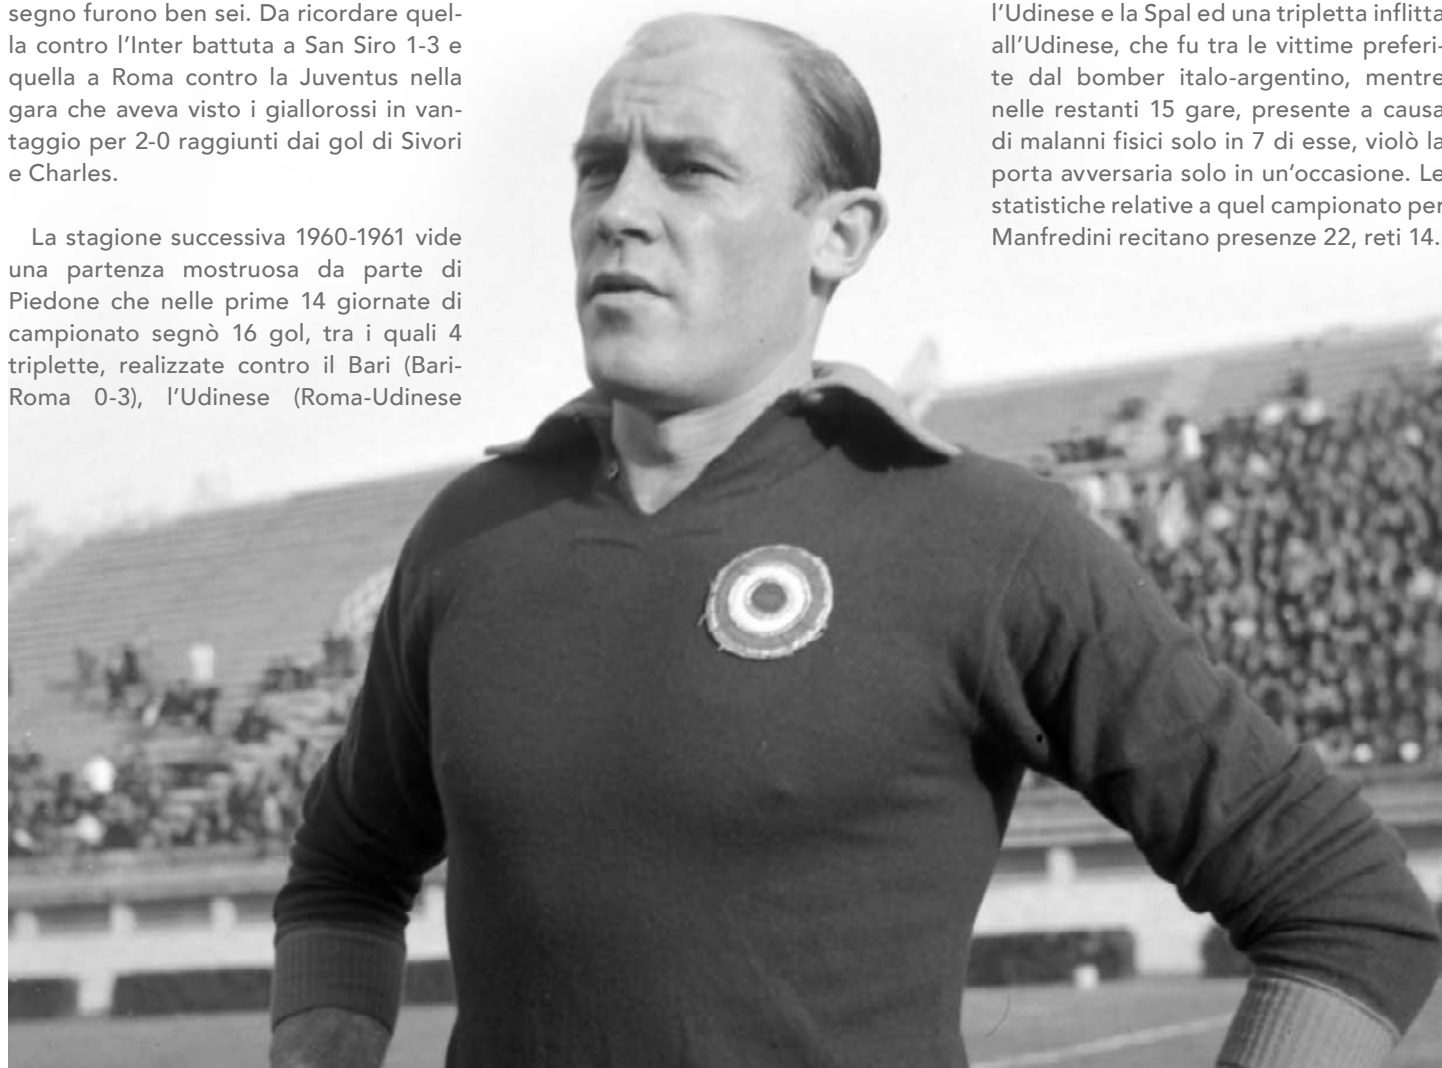 segno furono ben sei. Da ricordare quel-
la contro l’Inter battuta a San Siro 1-3 e
quella a Roma contro la Juventus nella
gara che aveva visto i giallorossi in van-
taggio per 2-0 raggiunti dai gol di Sivori
e Charles.
La stagione successiva 1960-1961 vide
una partenza mostruosa da parte di
Piedone che nelle prime 14 giornate di
campionato segnò 16 gol, tra i quali 4
triplette, realizzate contro il Bari (Bari-
Roma 0-3), l’Udinese (Roma-Udinese
l’Udinese e la Spal ed una tripletta inflitta
all’Udinese, che fu tra le vittime preferi-
te dal bomber italo-argentino, mentre
nelle restanti 15 gare, presente a causa
di malanni fisici solo in 7 di esse, violò la
porta avversaria solo in un’occasione. Le
statistiche relative a quel campionato per
Manfredini recitano presenze 22, reti 14.